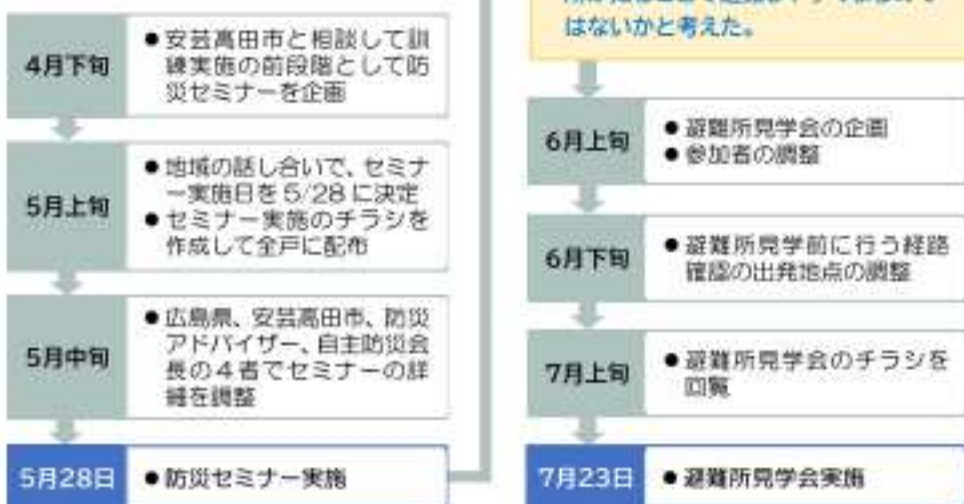 4月下旬
●安芸高田市と相談して訓
練実施の前段階として防
災セミナーを企画
5月上旬
●地域の話し合いで、セミナ
ー実施日を5/28に決定
●セミナー実施のチラシを
作成して全戸に配布
5月中旬
●広島県、安芸高田市、防災
アドバイザー、自主防災会
長の4者でセミナーの詳
細を調整
5月28日
●防災セミナー実施
はないかと考えた。
6月上旬
●避難所見学会の企画
●参加者の調整
6月下旬
●避難所見学前に行う経路
確認の出発地点の調整
7月上旬
●避難所見学会のチラシを
回覧
7月23日
●避難所見学会実施